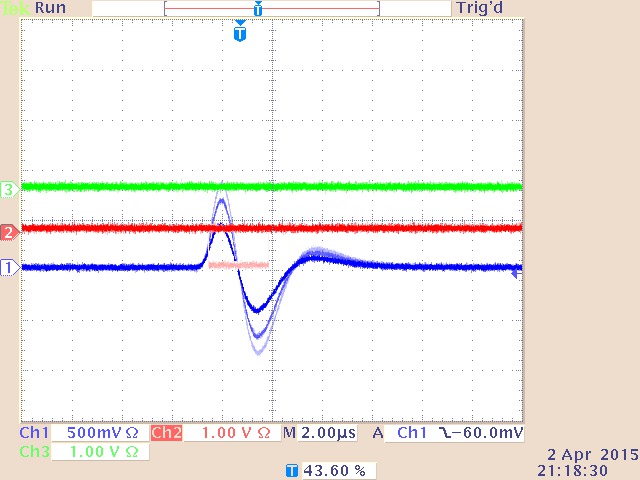 Tek Run Trig'd
T
T
3
2
1
Ch1 500mV Ω Ch2 1.00 V Ω M 2.00µs A Ch1 ∖ −60.0mV
Ch3 1.00 V Ω
T 43.60 %
2 Apr 2015
21:18:30